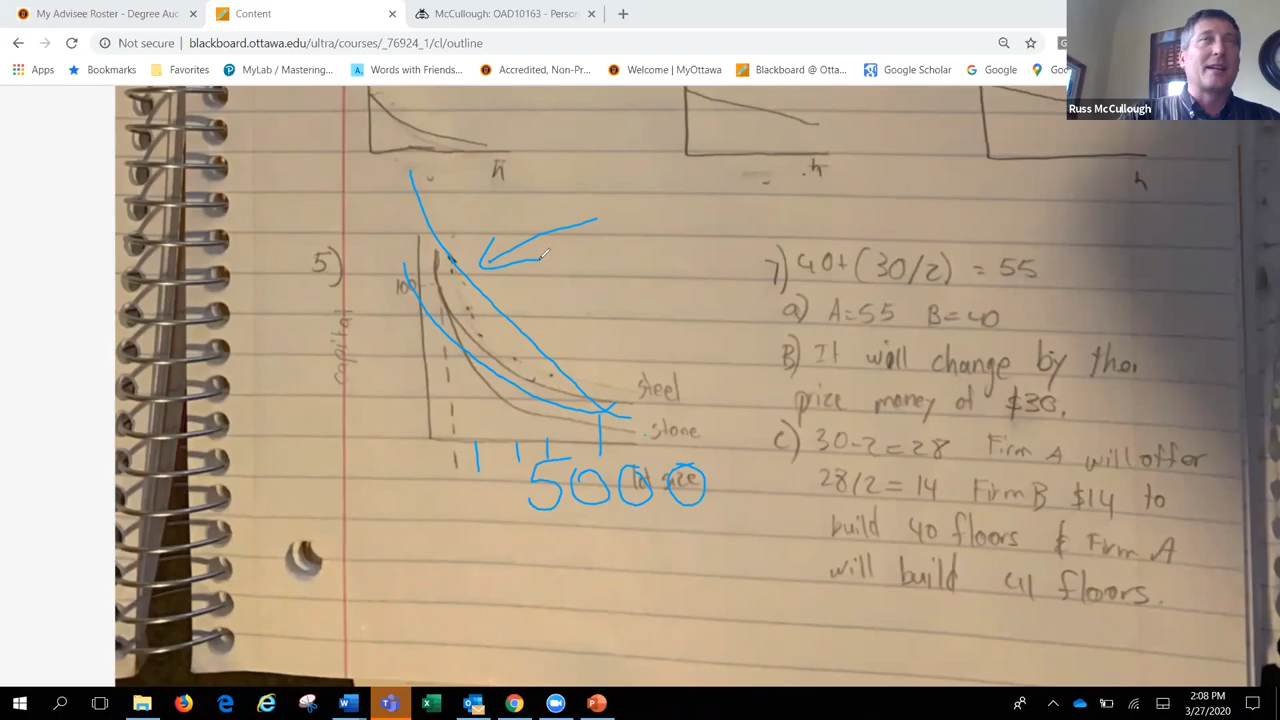 My Advisee Roster - Degree Auc
Content
McCullough: OAD10163 - Person
Not secure
blackboard.ottawa.edu/ultra/courses/_76924_1/cl/outline
Apps
Bookmarks
Favorites
MyLab / Mastering...
Words with Friends...
Accredited, Non-Pr...
Welcome | MyOttawa
Blackboard @ Otta...
Google Scholar
Google
Maps
Russ McCullough
h
h
h
5)
100
capital
steel
stone
5000
7) 40+(30/2) = 55
a) A=55 B=40
B) It will change by the
price money of $30.
c) 30-2=28 Firm A will offer
28/2=14 Firm B $14 to
build 40 floors & Firm A
will build 41 floors.
2:08 PM
3/27/2020